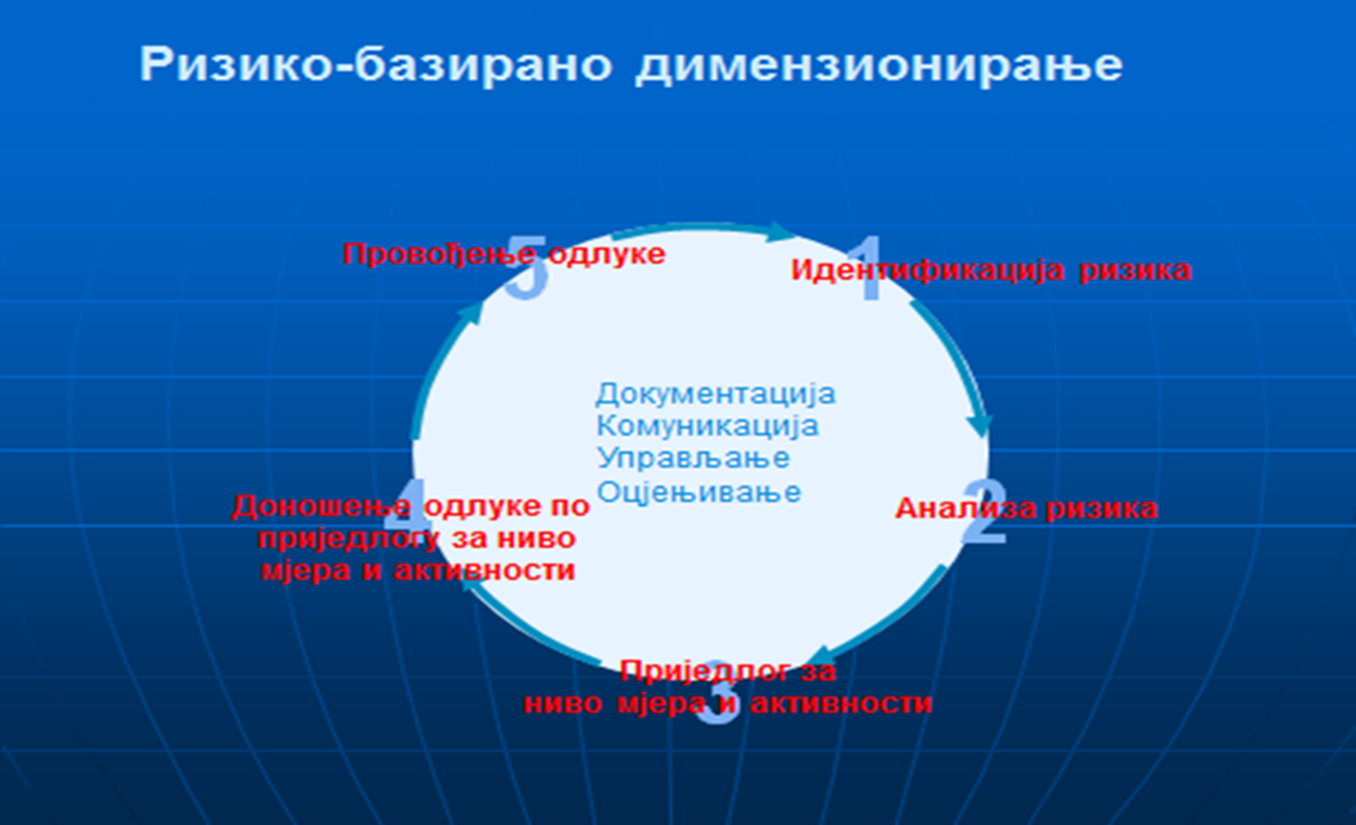 Ризико-базирано димензионирање
5
Провођење одлуке
1
Идентификација ризика
Документација
Комуникација
Управљање
Оцјењивање
2
Анализа ризика
4
Доношење одлуке по
приједлогу за ниво
мјера и активности
3
Приједлог за
ниво мјера и активности